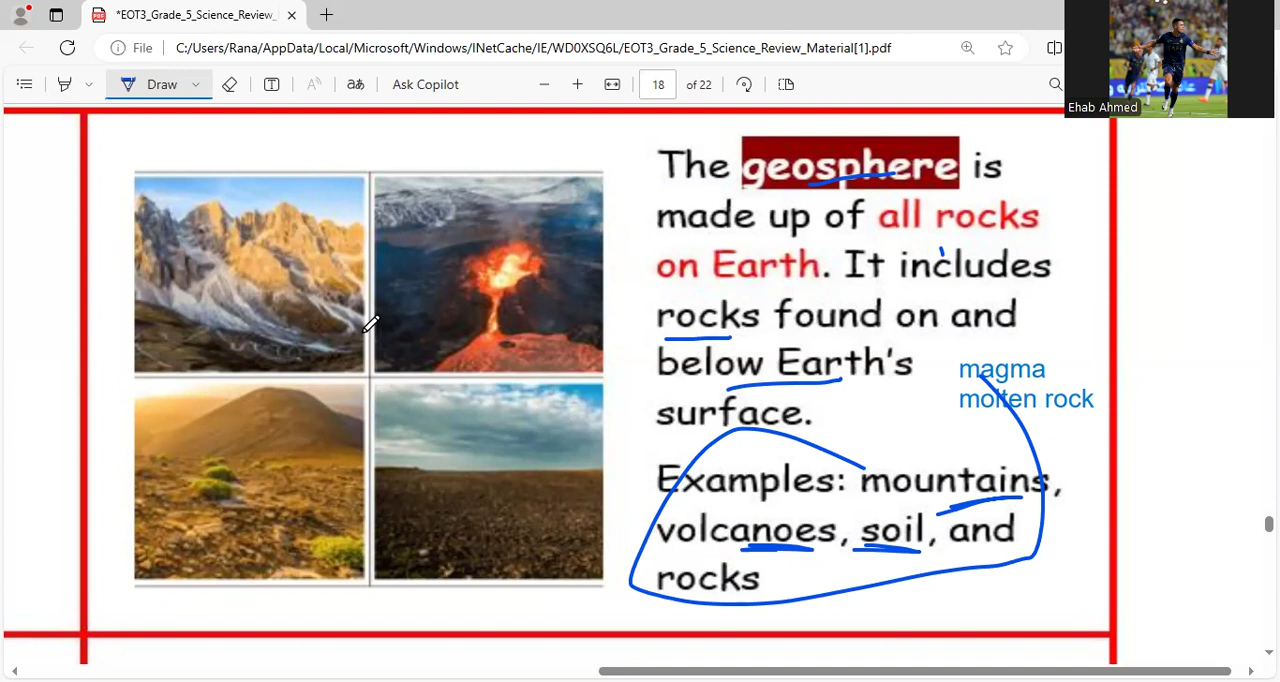 *EOT3_Grade_5_Science_Review_
File
C:/Users/Rana/AppData/Local/Microsoft/Windows/INetCache/IE/WD0XSQ6L/EOT3_Grade_5_Science_Review_Material[1].pdf
Draw
Ask Copilot
18 of 22
Ehab Ahmed
The geosphere is
made up of all rocks
on Earth. It includes
rocks found on and
below Earth's
surface.
magma
molten rock
Examples: mountains,
volcanoes, soil, and
rocks